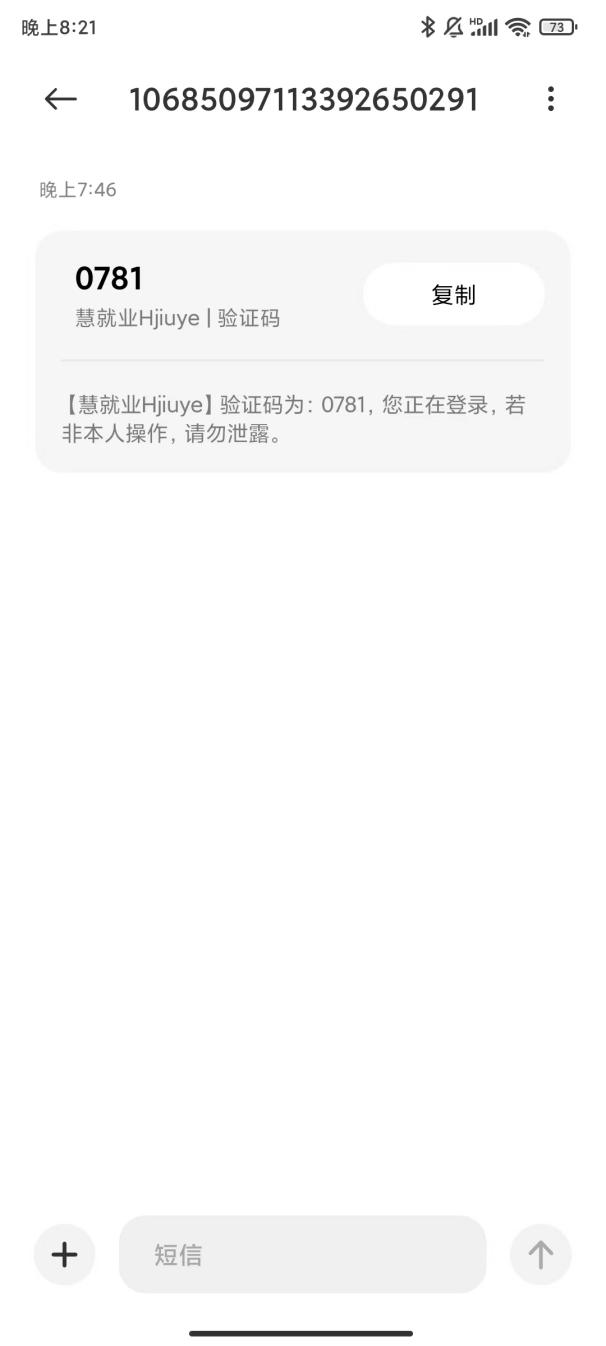 晚上8:21
HD
73
10685097113392650291
晚上7:46
0781
复制
慧就业Hjiuye | 验证码
【慧就业Hjiuye】验证码为：0781，您正在登录，若
非本人操作，请勿泄露。
短信